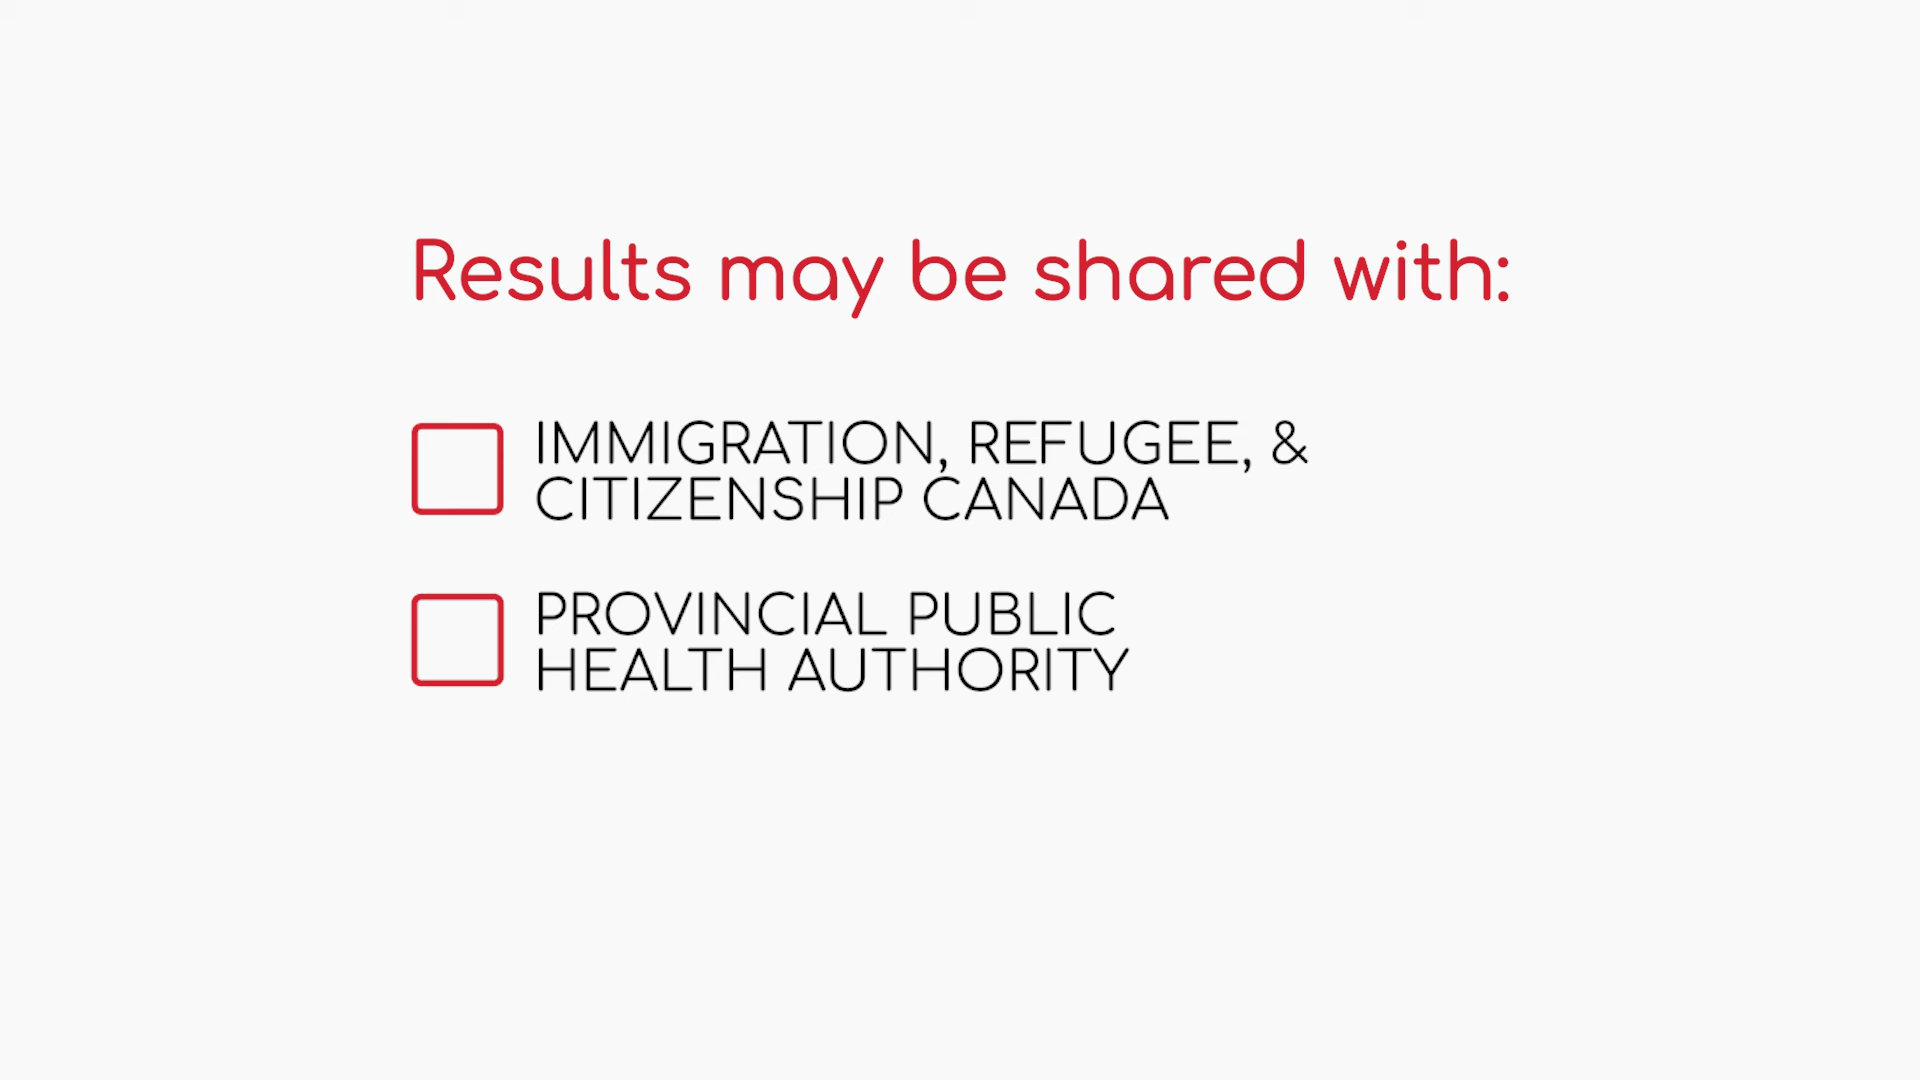 Results may be shared with:
IMMIGRATION, REFUGEE, &
CITIZENSHIP CANADA
PROVINCIAL PUBLIC
HEALTH AUTHORITY